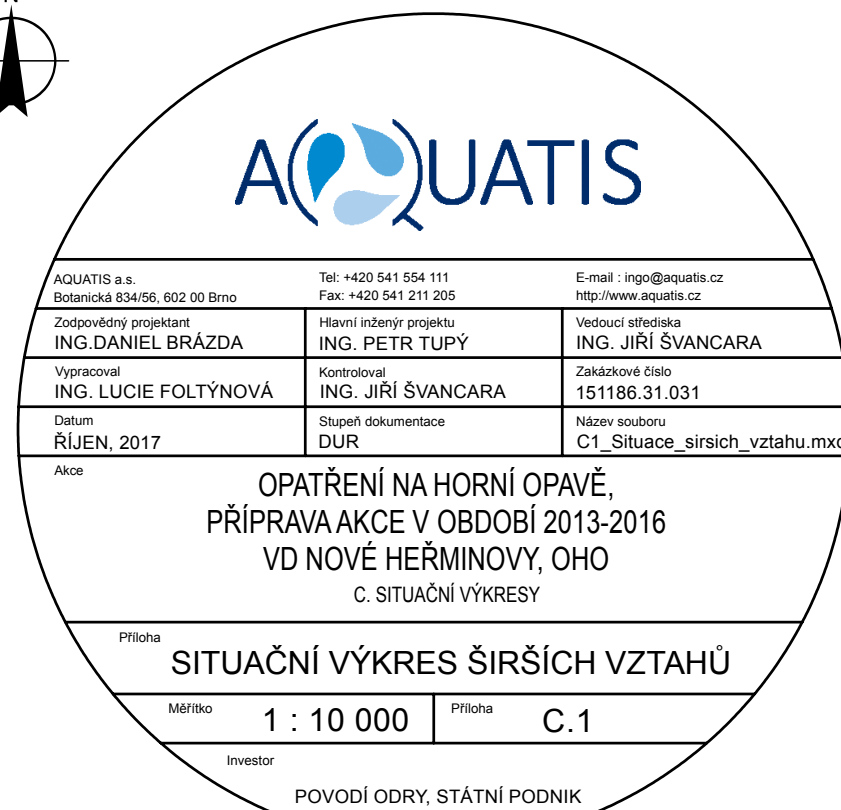 N
AQUATIS
AQUATIS a.s.
Botanická 834/56, 602 00 Brno
Tel: +420 541 554 111
Fax: +420 541 211 205
E-mail : ingo@aquatis.cz
http://www.aquatis.cz
Zodpovědný projektant
ING.DANIEL BRÁZDA
Hlavní inženýr projektu
ING. PETR TUPÝ
Vedoucí střediska
ING. JIŘÍ ŠVANCARA
Vypracoval
ING. LUCIE FOLTÝNOVÁ
Kontroloval
ING. JIŘÍ ŠVANCARA
Zakázkové číslo
151186.31.031
Datum
ŘÍJEN, 2017
Stupeň dokumentace
DUR
Název souboru
C1_Situace_sirsich_vztahu.mxd
Akce
OPATŘENÍ NA HORNÍ OPAVĚ,
PŘÍPRAVA AKCE V OBDOBÍ 2013-2016
VD NOVÉ HEŘMINOVY, OHO
C. SITUAČNÍ VÝKRESY
Příloha
SITUAČNÍ VÝKRES ŠIRŠÍCH VZTAHŮ
Měřítko
1 : 10 000
Příloha
C.1
Investor
POVODÍ ODRY, STÁTNÍ PODNIK